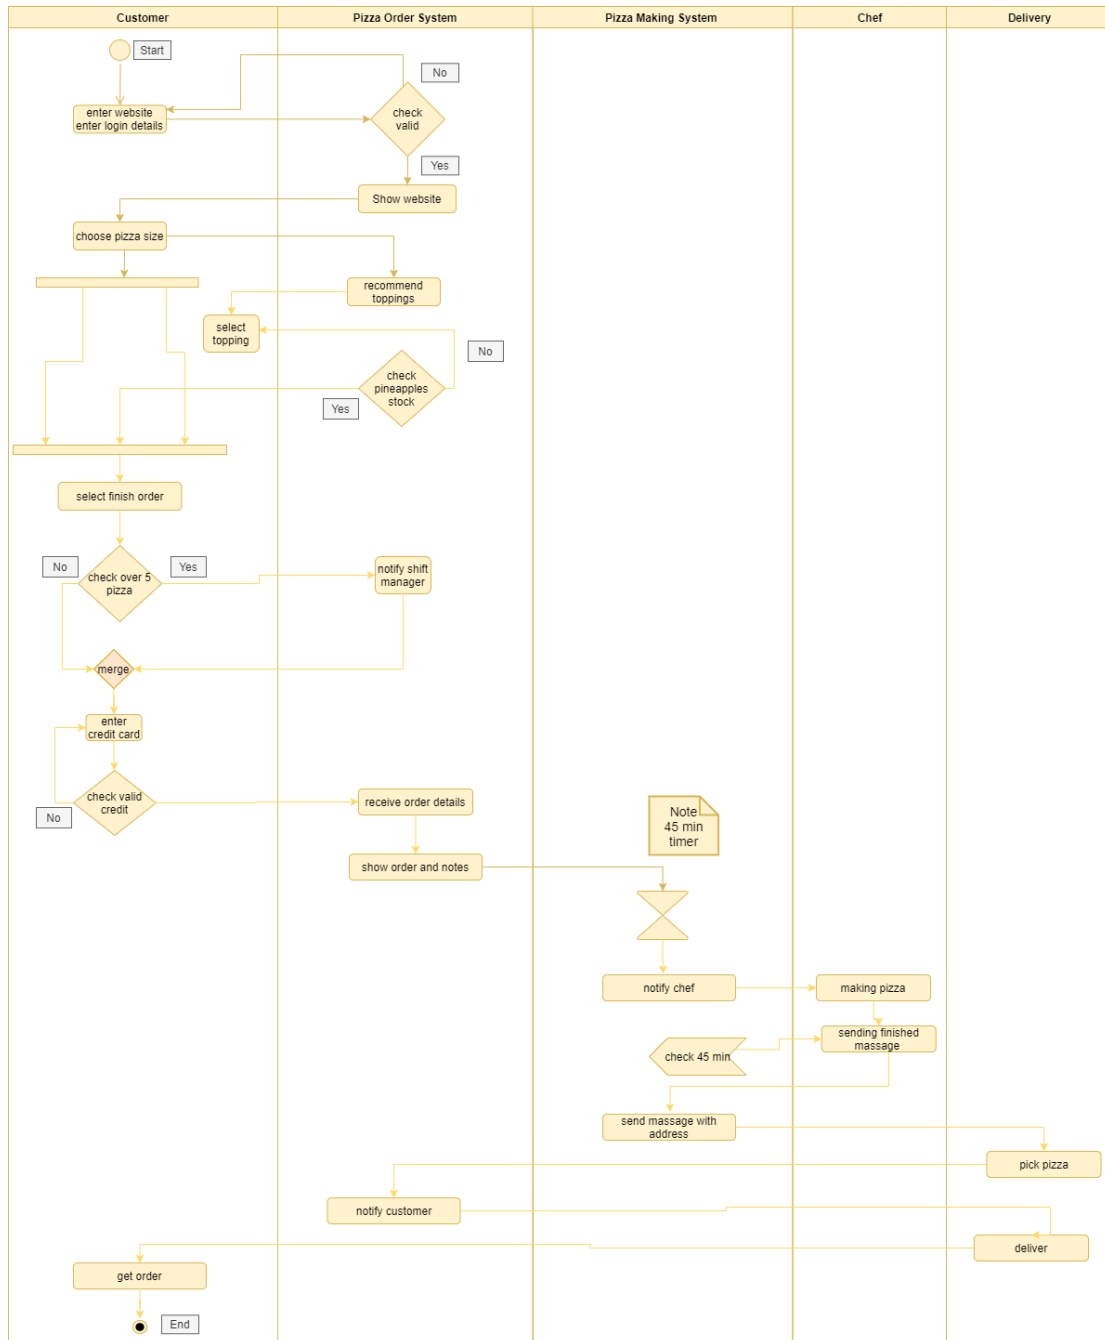 Customer
Pizza Order System
Pizza Making System
Chef
Delivery
Start
No
enter website
enter login details
check
valid
Yes
Show website
choose pizza size
recommend
toppings
select
topping
No
check
pineapples
stock
Yes
select finish order
No
Yes
check over 5
pizza
notify shift
manager
merge
enter
credit card
check valid
credit
No
receive order details
Note
45 min
timer
show order and notes
notify chef
making pizza
sending finished
massage
check 45 min
send massage with
address
pick pizza
notify customer
deliver
get order
End